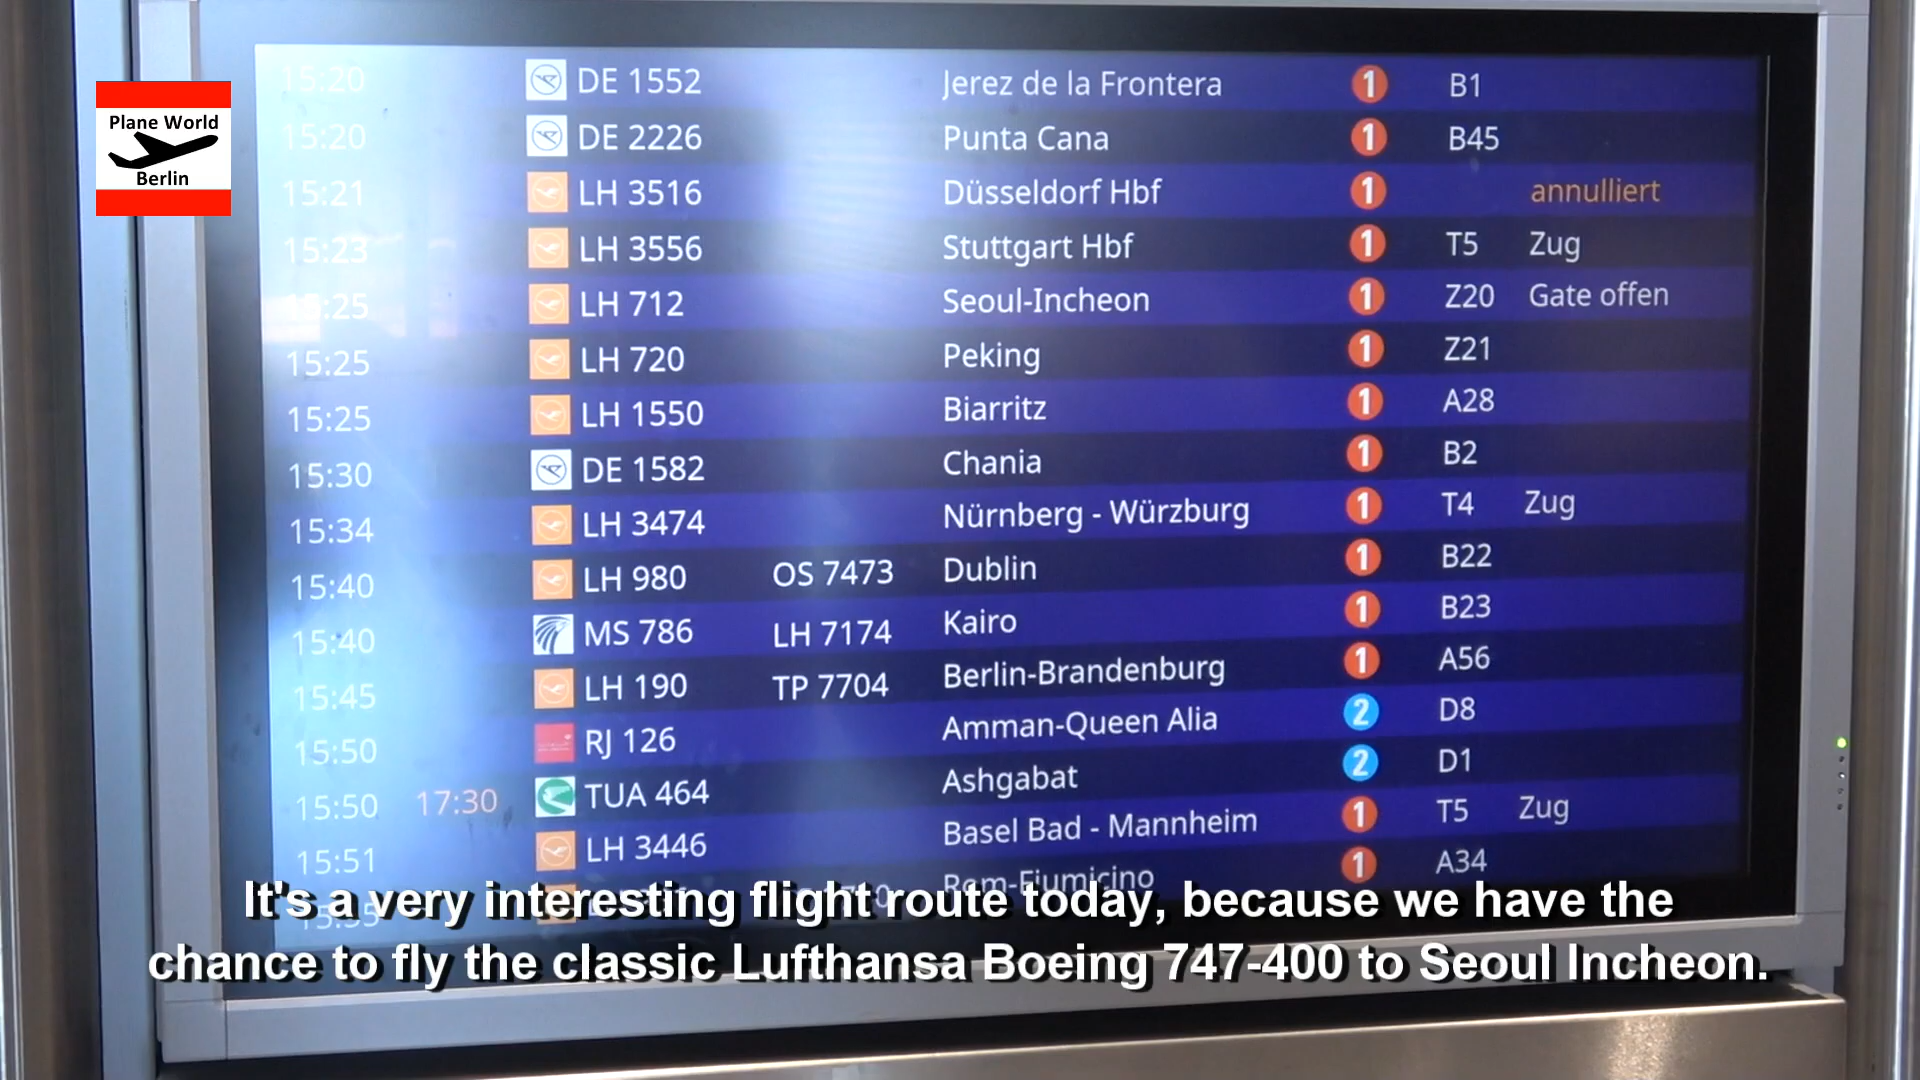 Plane World
Berlin
15:20 DE 1552 Jerez de la Frontera 1 B1
15:20 DE 2226 Punta Cana 1 B45
15:21 LH 3516 Düsseldorf Hbf 1 annulliert
15:23 LH 3556 Stuttgart Hbf 1 T5 Zug
15:25 LH 712 Seoul-Incheon 1 Z20 Gate offen
15:25 LH 720 Peking 1 Z21
15:25 LH 1550 Biarritz 1 A28
15:30 DE 1582 Chania 1 B2
15:34 LH 3474 Nürnberg - Würzburg 1 T4 Zug
15:40 LH 980 OS 7473 Dublin 1 B22
15:40 MS 786 LH 7174 Kairo 1 B23
15:45 LH 190 TP 7704 Berlin-Brandenburg 1 A56
15:50 RJ 126 Amman-Queen Alia 2 D8
15:50 17:30 TUA 464 Ashgabat 2 D1
15:51 LH 3446 Basel Bad - Mannheim 1 T5 Zug
15:55 Rom-Fiumicino 1 A34
It's a very interesting flight route today, because we have the
chance to fly the classic Lufthansa Boeing 747-400 to Seoul Incheon.